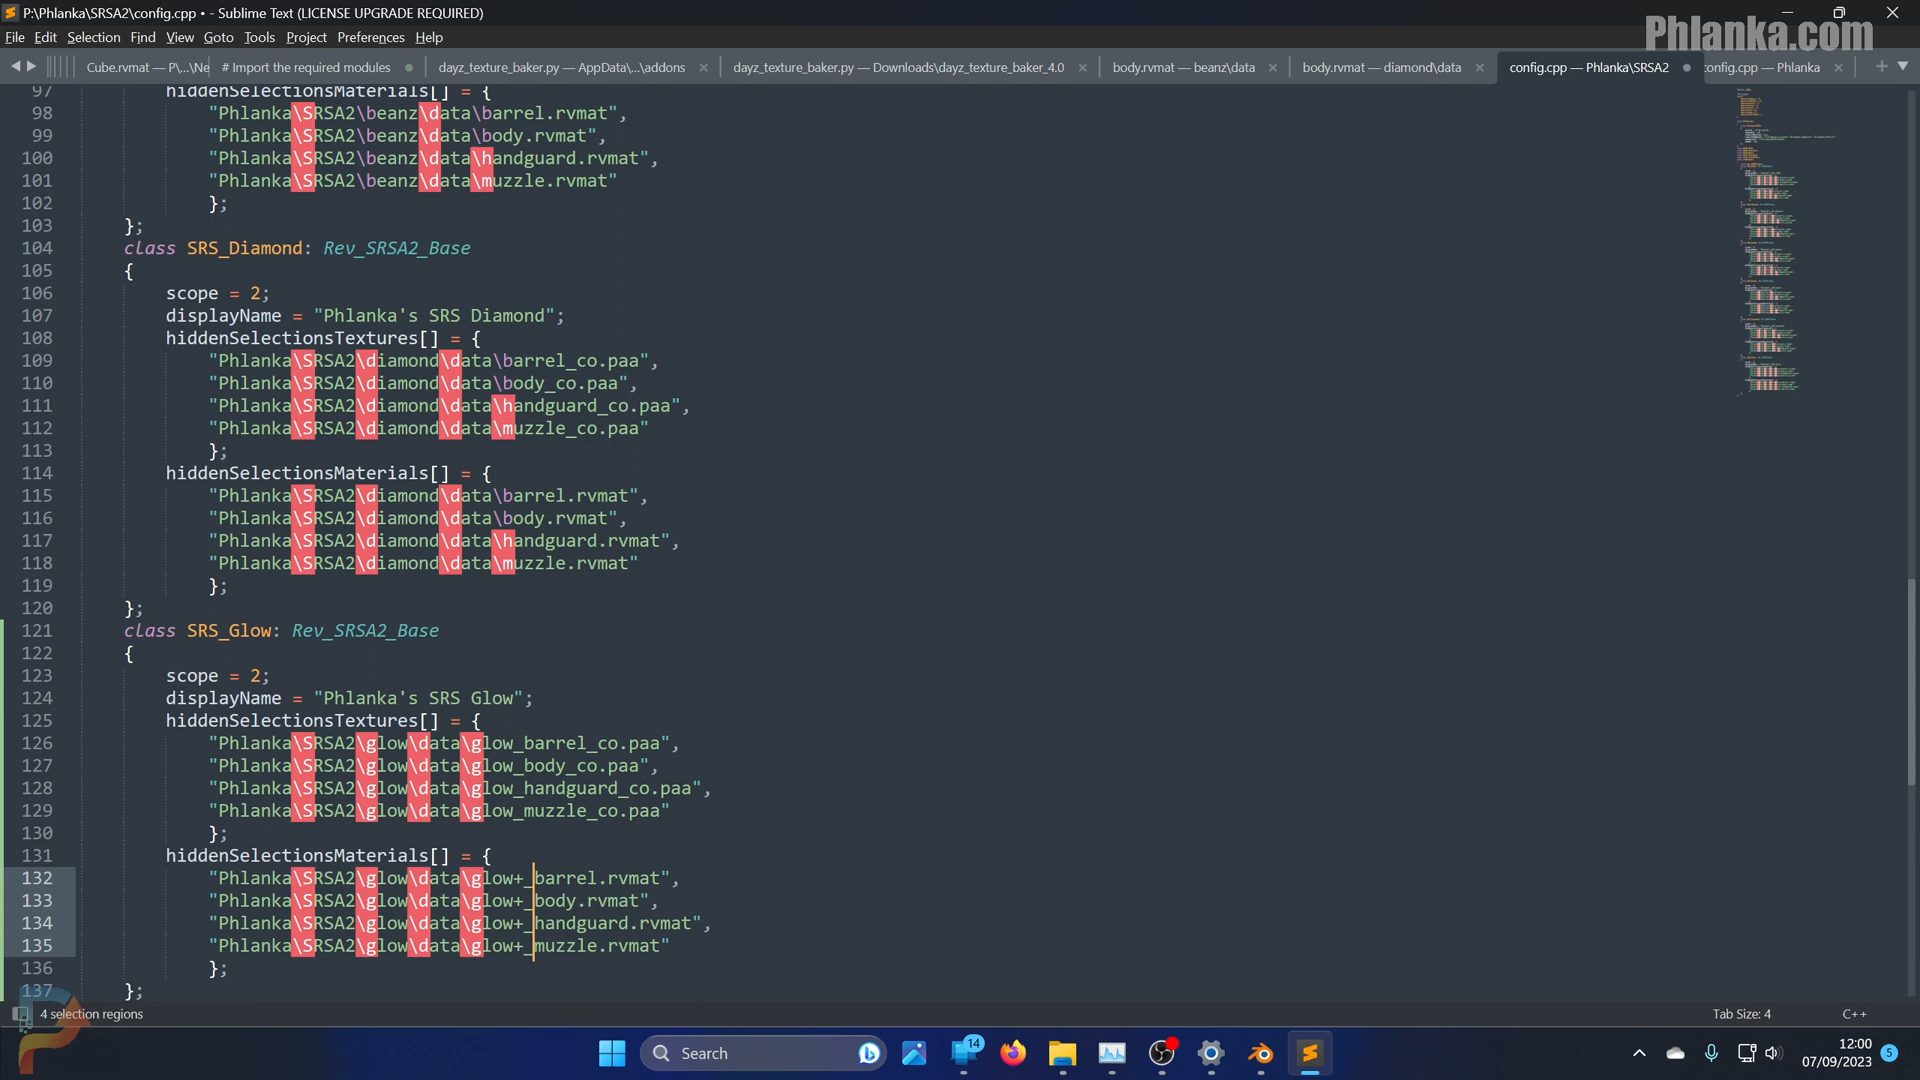 P:\Phlanka\SRSA2\config.cpp • - Sublime Text (LICENSE UPGRADE REQUIRED)
Phlanka.com
File Edit Selection Find View Goto Tools Project Preferences Help
Cube.rvmat — P\...\Ne # Import the required modules dayz_texture_baker.py — AppData\...\addons dayz_texture_baker.py — Downloads\dayz_texture_baker_4.0 body.rvmat — beanz\data body.rvmat — diamond\data config.cpp — Phlanka\SRSA2 config.cpp — Phlanka
97 hiddenSelectionsMaterials[] = {
98 "Phlanka\SRSA2\beanz\data\barrel.rvmat",
99 "Phlanka\SRSA2\beanz\data\body.rvmat",
100 "Phlanka\SRSA2\beanz\data\handguard.rvmat",
101 "Phlanka\SRSA2\beanz\data\muzzle.rvmat"
102 };
103 };
104 class SRS_Diamond: Rev_SRSA2_Base
105 {
106 scope = 2;
107 displayName = "Phlanka's SRS Diamond";
108 hiddenSelectionsTextures[] = {
109 "Phlanka\SRSA2\diamond\data\barrel_co.paa",
110 "Phlanka\SRSA2\diamond\data\body_co.paa",
111 "Phlanka\SRSA2\diamond\data\handguard_co.paa",
112 "Phlanka\SRSA2\diamond\data\muzzle_co.paa"
113 };
114 hiddenSelectionsMaterials[] = {
115 "Phlanka\SRSA2\diamond\data\barrel.rvmat",
116 "Phlanka\SRSA2\diamond\data\body.rvmat",
117 "Phlanka\SRSA2\diamond\data\handguard.rvmat",
118 "Phlanka\SRSA2\diamond\data\muzzle.rvmat"
119 };
120 };
121 class SRS_Glow: Rev_SRSA2_Base
122 {
123 scope = 2;
124 displayName = "Phlanka's SRS Glow";
125 hiddenSelectionsTextures[] = {
126 "Phlanka\SRSA2\glow\data\glow_barrel_co.paa",
127 "Phlanka\SRSA2\glow\data\glow_body_co.paa",
128 "Phlanka\SRSA2\glow\data\glow_handguard_co.paa",
129 "Phlanka\SRSA2\glow\data\glow_muzzle_co.paa"
130 };
131 hiddenSelectionsMaterials[] = {
132 "Phlanka\SRSA2\glow\data\glow+_barrel.rvmat",
133 "Phlanka\SRSA2\glow\data\glow+_body.rvmat",
134 "Phlanka\SRSA2\glow\data\glow+_handguard.rvmat",
135 "Phlanka\SRSA2\glow\data\glow+_muzzle.rvmat"
136 };
137 };
4 selection regions Tab Size: 4 C++
Search 14 12:00 5
07/09/2023